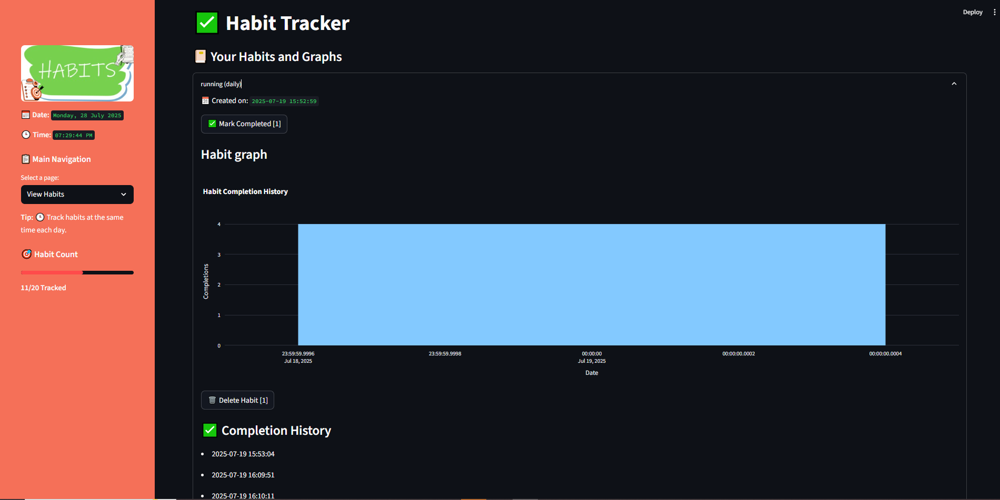 Deploy
HABITS
Date: Monday, 28 July 2025
Time: 07:29:44 PM
Main Navigation
Select a page:
View Habits
Tip: Track habits at the same
time each day.
Habit Count
11/20 Tracked
Habit Tracker
Your Habits and Graphs
running (daily)
Created on: 2025-07-19 15:52:59
Mark Completed [1]
Habit graph
Habit Completion History
Completions
4
3
2
1
0
23:59:59.9996 23:59:59.9998 00:00:00 00:00:00.0002 00:00:00.0004
Jul 18, 2025 Jul 19, 2025
Date
Delete Habit [1]
Completion History
2025-07-19 15:53:04
2025-07-19 16:09:51
2025-07-19 16:10:11